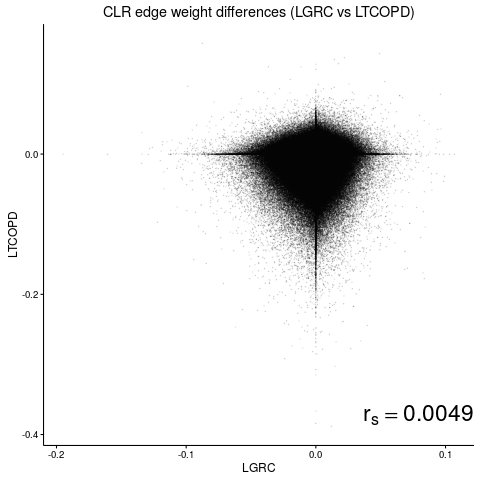 CLR edge weight differences (LGRC vs LTCOPD)
LTCOPD
0.0
-0.2
-0.4
r_s = 0.0049
-0.2 -0.1 0.0 0.1
LGRC